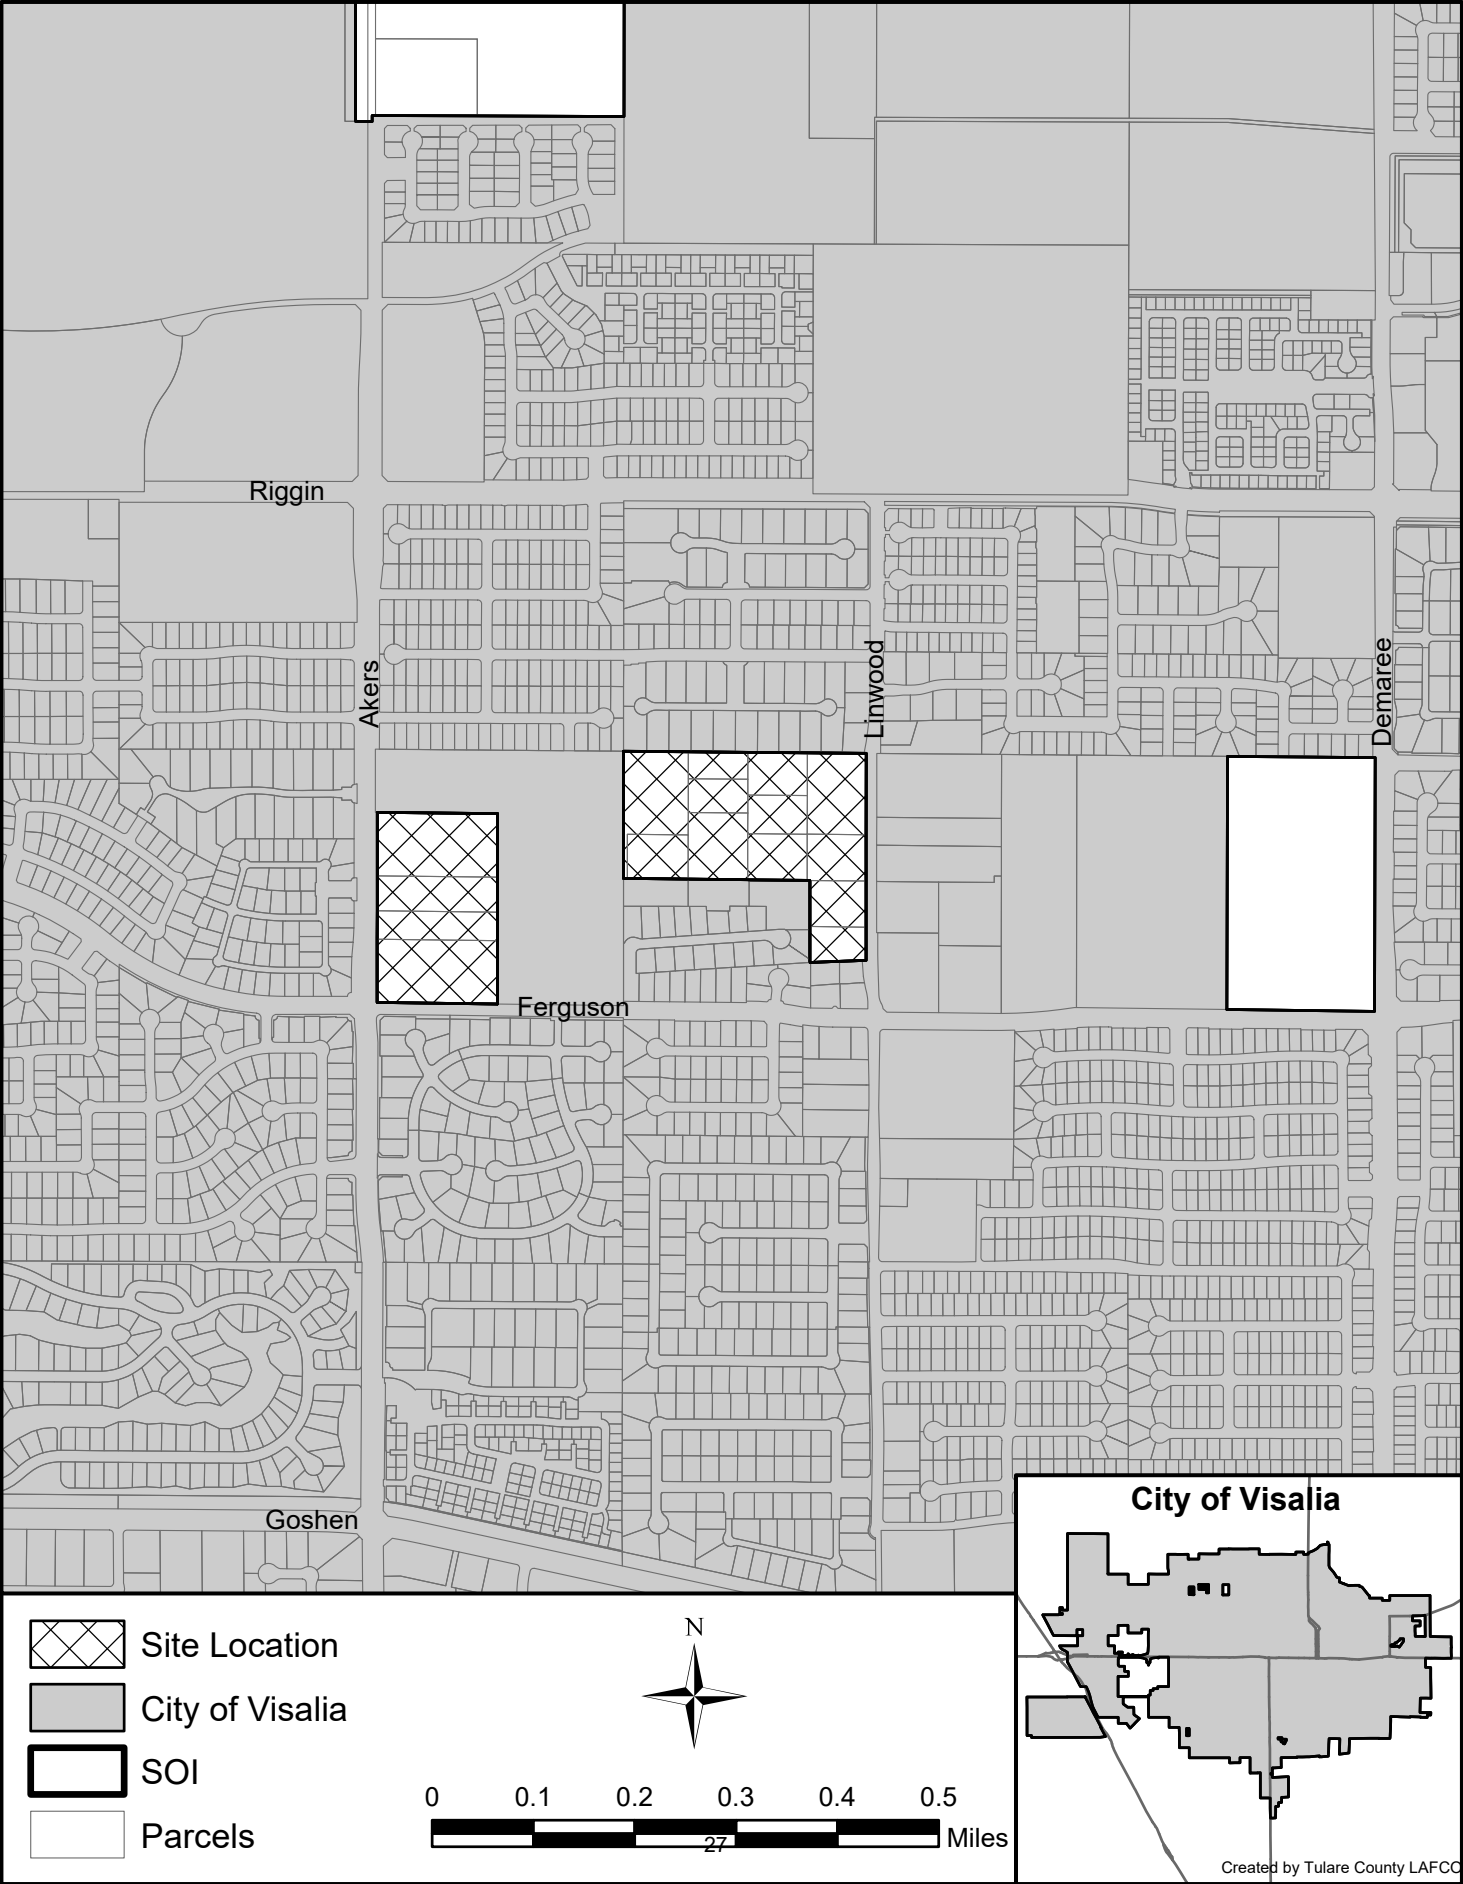 Riggin
Akers
Linwood
Demaree
Ferguson
Goshen
City of Visalia
Site Location
City of Visalia
SOI
Parcels
N
0 0.1 0.2 0.3 0.4 0.5
Miles
27
Created by Tulare County LAFCO